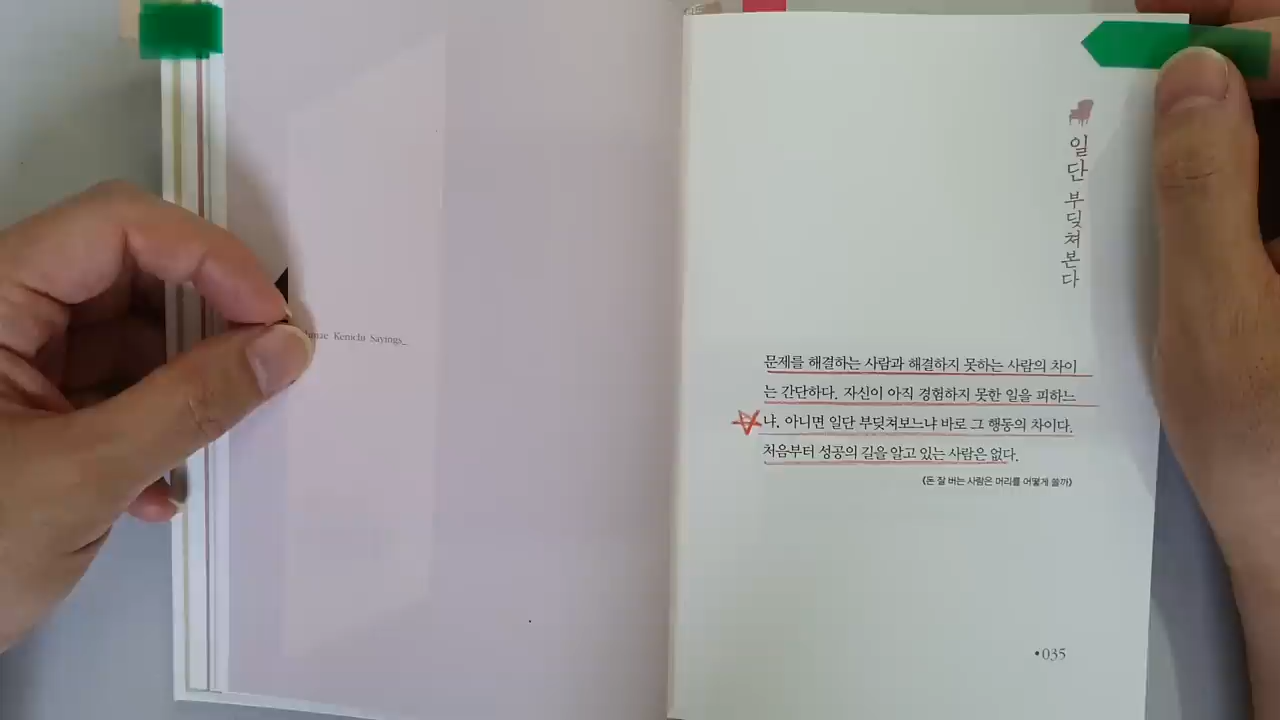 Kenichi Sayings_
일단 부딪쳐본다
문제를 해결하는 사람과 해결하지 못하는 사람의 차이
는 간단하다. 자신이 아직 경험하지 못한 일을 피하느
냐. 아니면 일단 부딪쳐보느냐 바로 그 행동의 차이다.
처음부터 성공의 길을 알고 있는 사람은 없다.
《돈 잘 버는 사람은 머리를 어떻게 쓸까》
•035